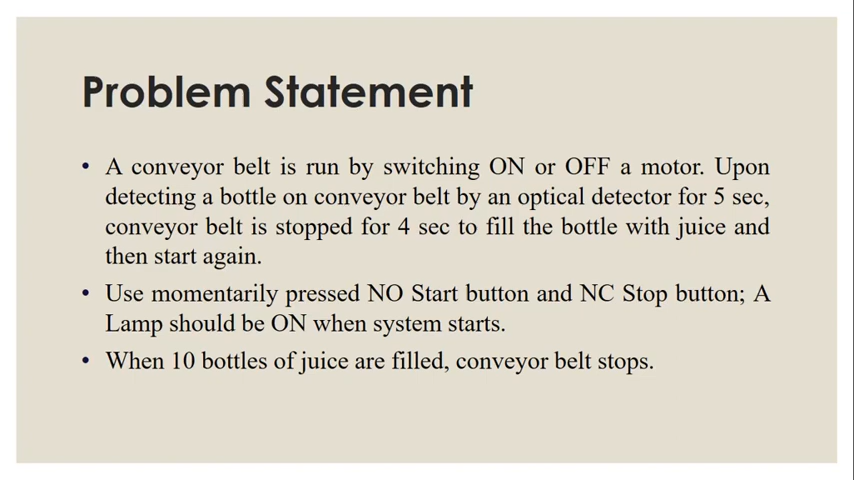 Problem Statement
• A conveyor belt is run by switching ON or OFF a motor. Upon
detecting a bottle on conveyor belt by an optical detector for 5 sec,
conveyor belt is stopped for 4 sec to fill the bottle with juice and
then start again.
• Use momentarily pressed NO Start button and NC Stop button; A
Lamp should be ON when system starts.
• When 10 bottles of juice are filled, conveyor belt stops.